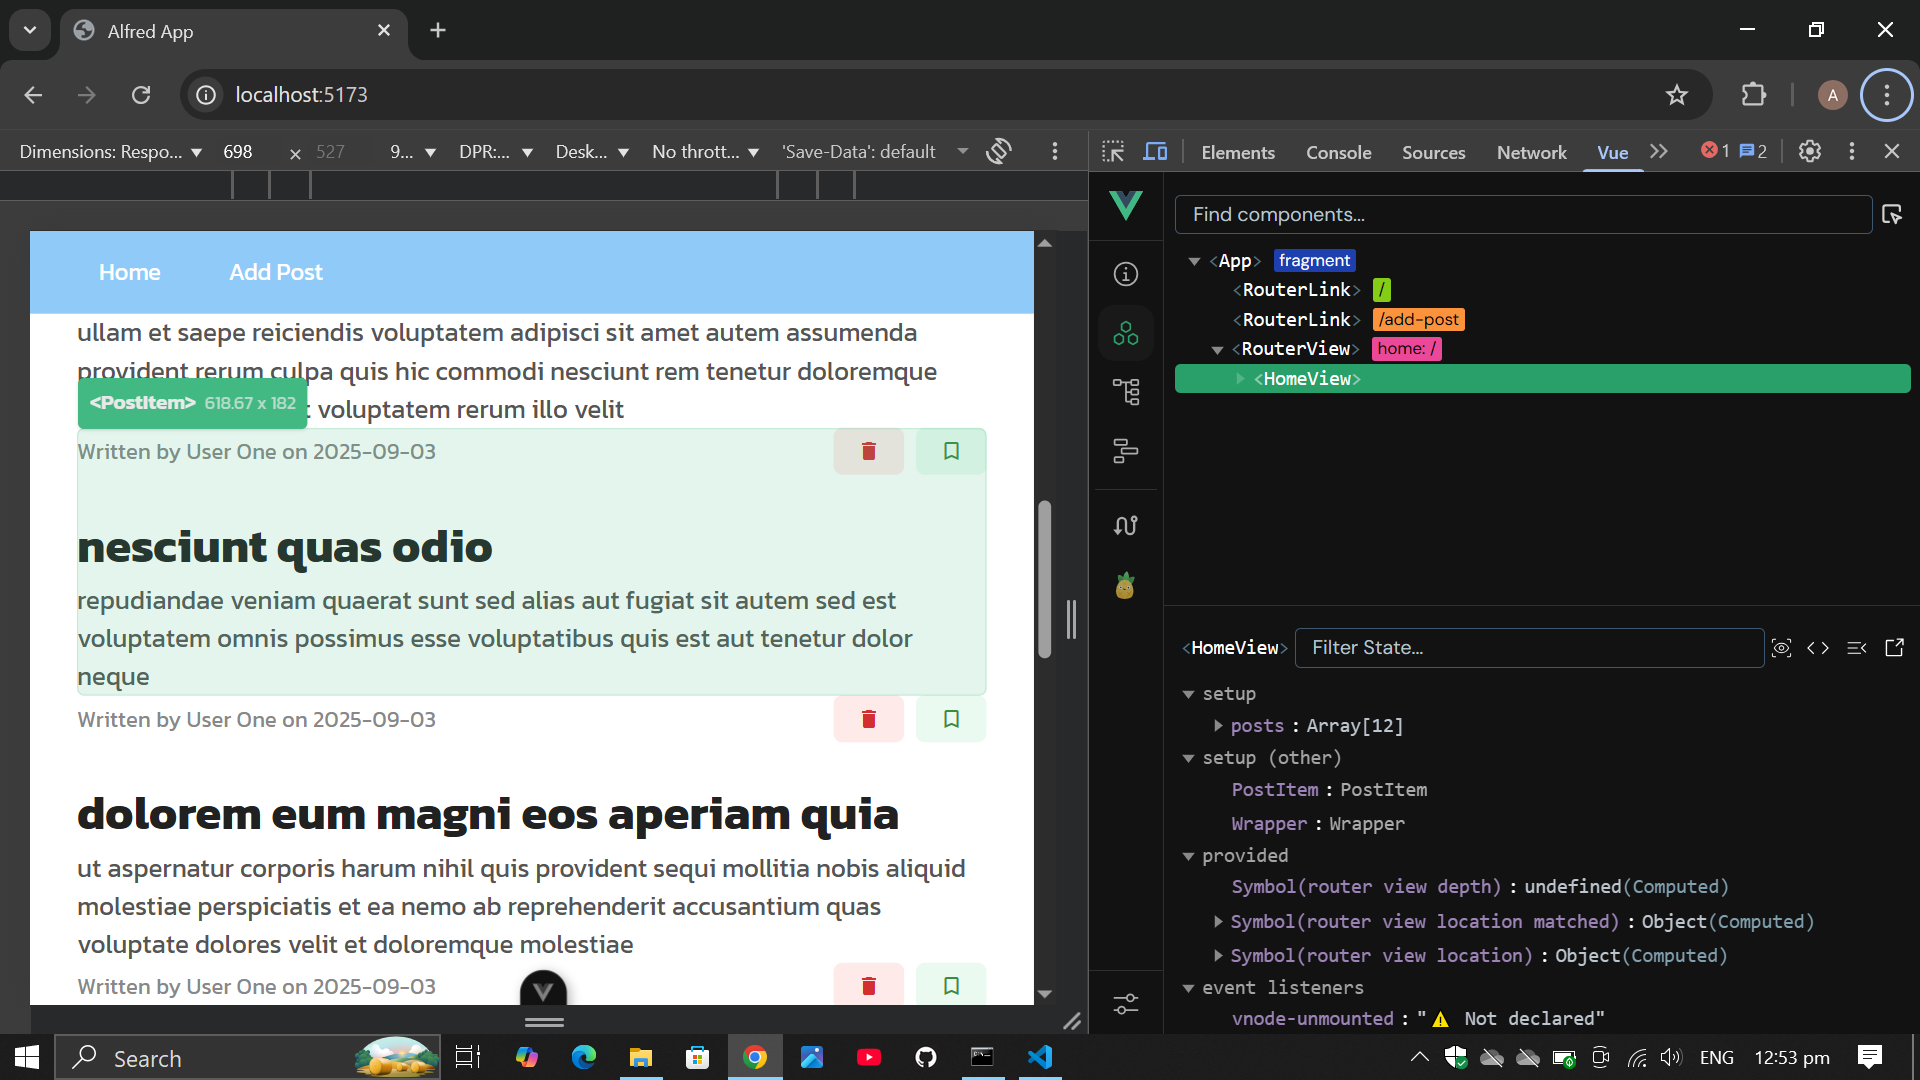 Alfred App
localhost:5173
Dimensions: Respo... 698 × 527 9... DPR:... Desk... No thrott... 'Save-Data': default
Elements Console Sources Network Vue 1 2
A
Home Add Post
ullam et saepe reiciendis voluptatem adipisci sit amet autem assumenda
provident rerum culpa quis hic commodi nesciunt rem tenetur doloremque
voluptatem rerum illo velit
<PostItem> 618.67 x 182
Written by User One on 2025-09-03
nesciunt quas odio
repudiandae veniam quaerat sunt sed alias aut fugiat sit autem sed est
voluptatem omnis possimus esse voluptatibus quis est aut tenetur dolor
neque
Written by User One on 2025-09-03
dolorem eum magni eos aperiam quia
ut aspernatur corporis harum nihil quis provident sequi mollitia nobis aliquid
molestiae perspiciatis et ea nemo ab reprehenderit accusantium quas
voluptate dolores velit et doloremque molestiae
Written by User One on 2025-09-03
Find components...
<App> fragment
<RouterLink> /
<RouterLink> /add-post
<RouterView> home: /
<HomeView>
<HomeView> Filter State...
setup
posts : Array[12]
setup (other)
PostItem : PostItem
Wrapper : Wrapper
provided
Symbol(router view depth) : undefined(Computed)
Symbol(router view location matched) : Object(Computed)
Symbol(router view location) : Object(Computed)
event listeners
vnode-unmounted : "⚠️ Not declared"
Search
ENG 12:53 pm